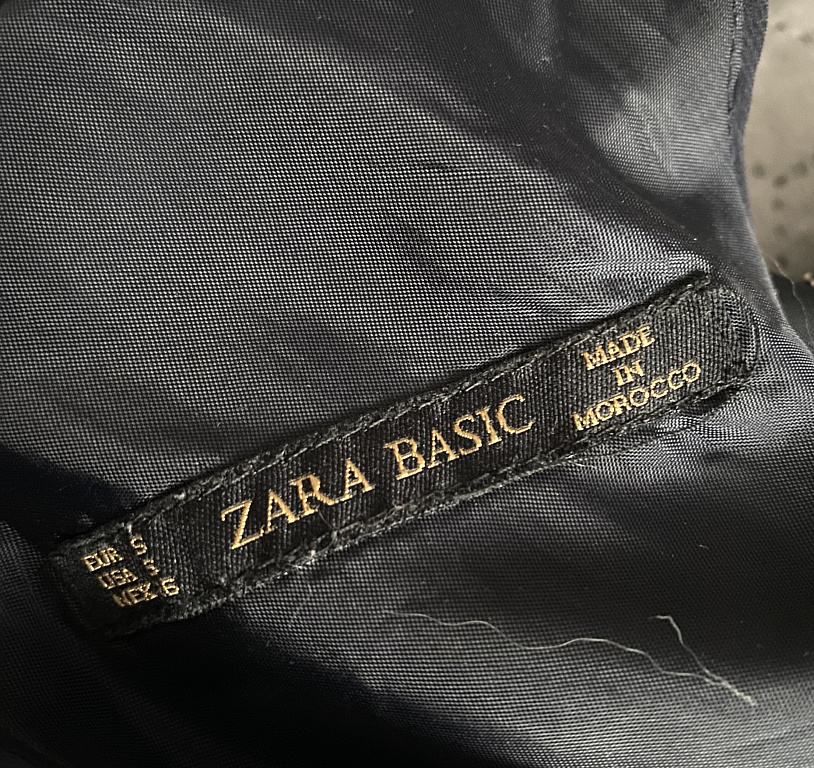 EUR S
USA S
MEX 6
ZARA BASIC
MADE
IN
MOROCCO